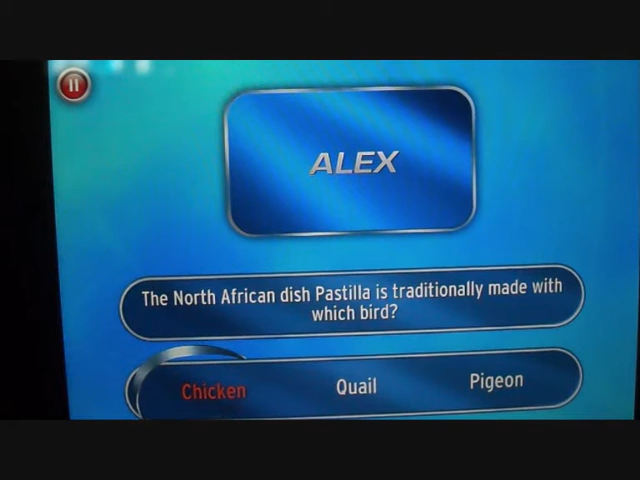 ALEX
The North African dish Pastilla is traditionally made with
which bird?
Chicken Quail Pigeon